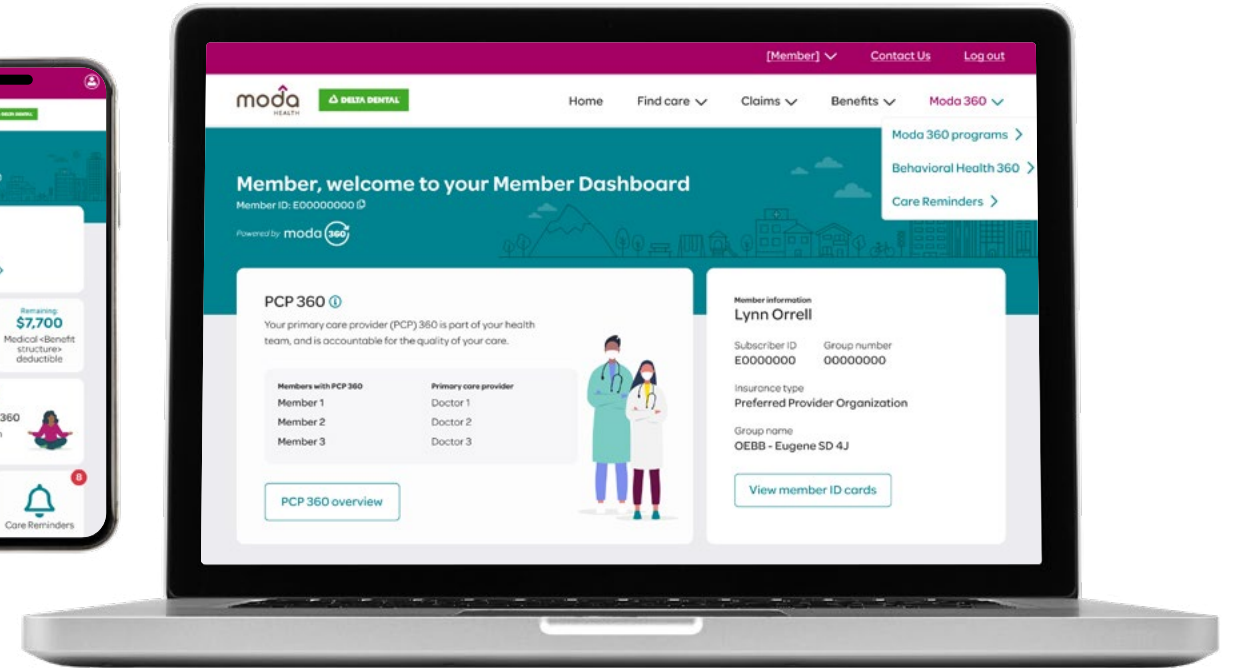 DELTA DENTAL
Remaining:
$7,700
Medical <Benefit
structure>
deductible
360
8
Care Reminders
[Member]
Contact Us
Log out
moda
HEALTH
DELTA DENTAL
Home
Find care
Claims
Benefits
Moda 360
Moda 360 programs
Behavioral Health 360
Care Reminders
Member, welcome to your Member Dashboard
Member ID: E00000000
Powered by moda 360
PCP 360
Your primary care provider (PCP) 360 is part of your health
team, and is accountable for the quality of your care.
Members with PCP 360 Primary care provider
Member 1 Doctor 1
Member 2 Doctor 2
Member 3 Doctor 3
PCP 360 overview
Member information
Lynn Orrell
Subscriber ID Group number
E0000000 00000000
Insurance type
Preferred Provider Organization
Group name
OEBB - Eugene SD 4J
View member ID cards